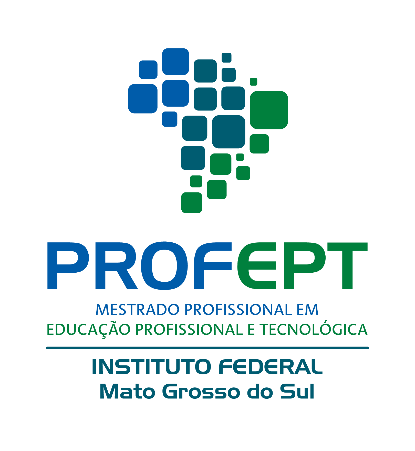 PROFEPT
MESTRADO PROFISSIONAL EM
EDUCAÇÃO PROFISSIONAL E TECNOLÓGICA
INSTITUTO FEDERAL
Mato Grosso do Sul